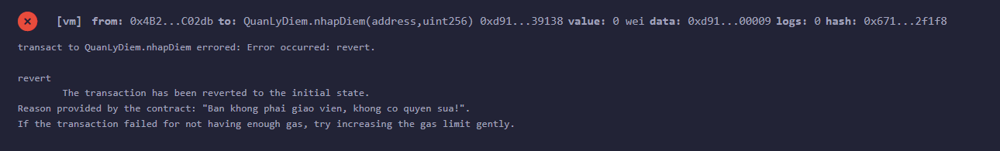 [vm] from: 0x4B2...C02db to: QuanLyDiem.nhapDiem(address,uint256) 0xd91...39138 value: 0 wei data: 0xd91...00009 logs: 0 hash: 0x671...2f1f8
transact to QuanLyDiem.nhapDiem errored: Error occurred: revert.
revert
The transaction has been reverted to the initial state.
Reason provided by the contract: "Ban khong phai giao vien, khong co quyen sua!".
If the transaction failed for not having enough gas, try increasing the gas limit gently.